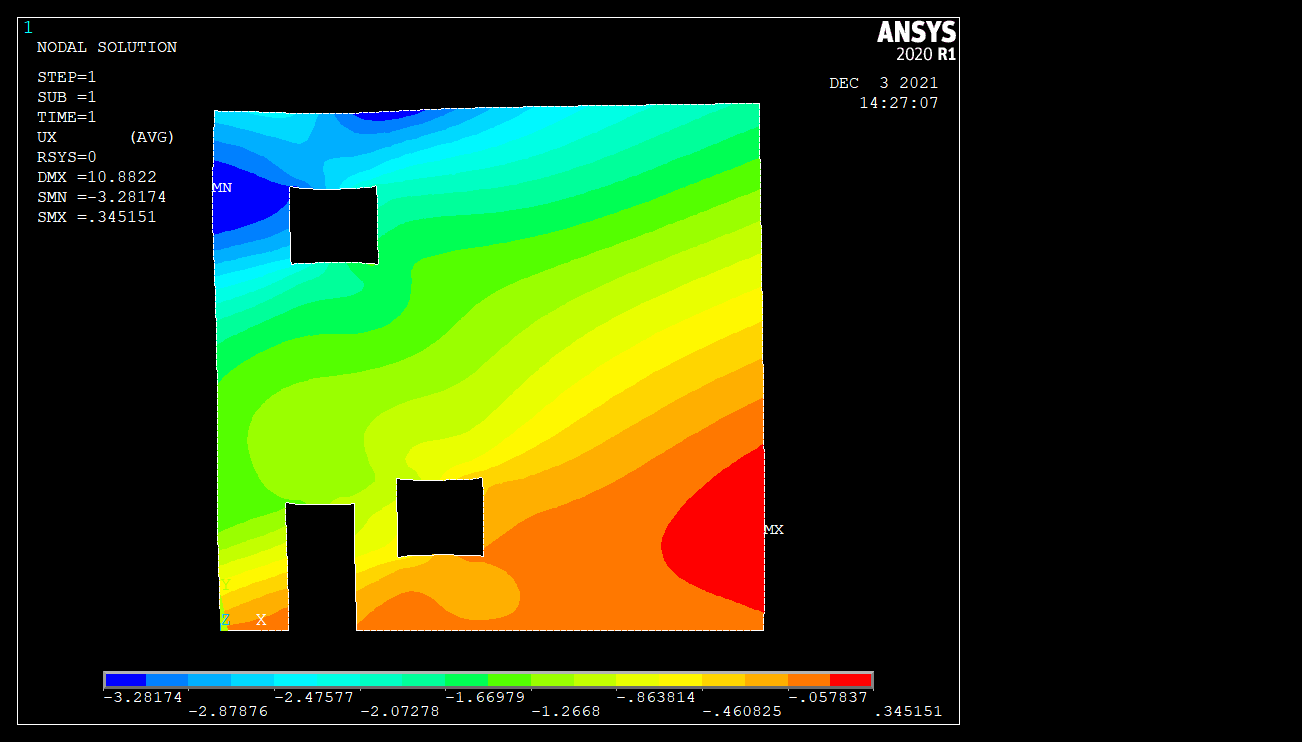 1
NODAL SOLUTION
STEP=1
SUB =1
TIME=1
UX (AVG)
RSYS=0
DMX =10.8822
SMN =-3.28174
SMX =.345151
ANSYS
2020 R1
DEC 3 2021
14:27:07
MN
MX
Y
Z X
-3.28174 -2.47577 -1.66979 -.863814 -.057837
-2.87876 -2.07278 -1.2668 -.460825 .345151